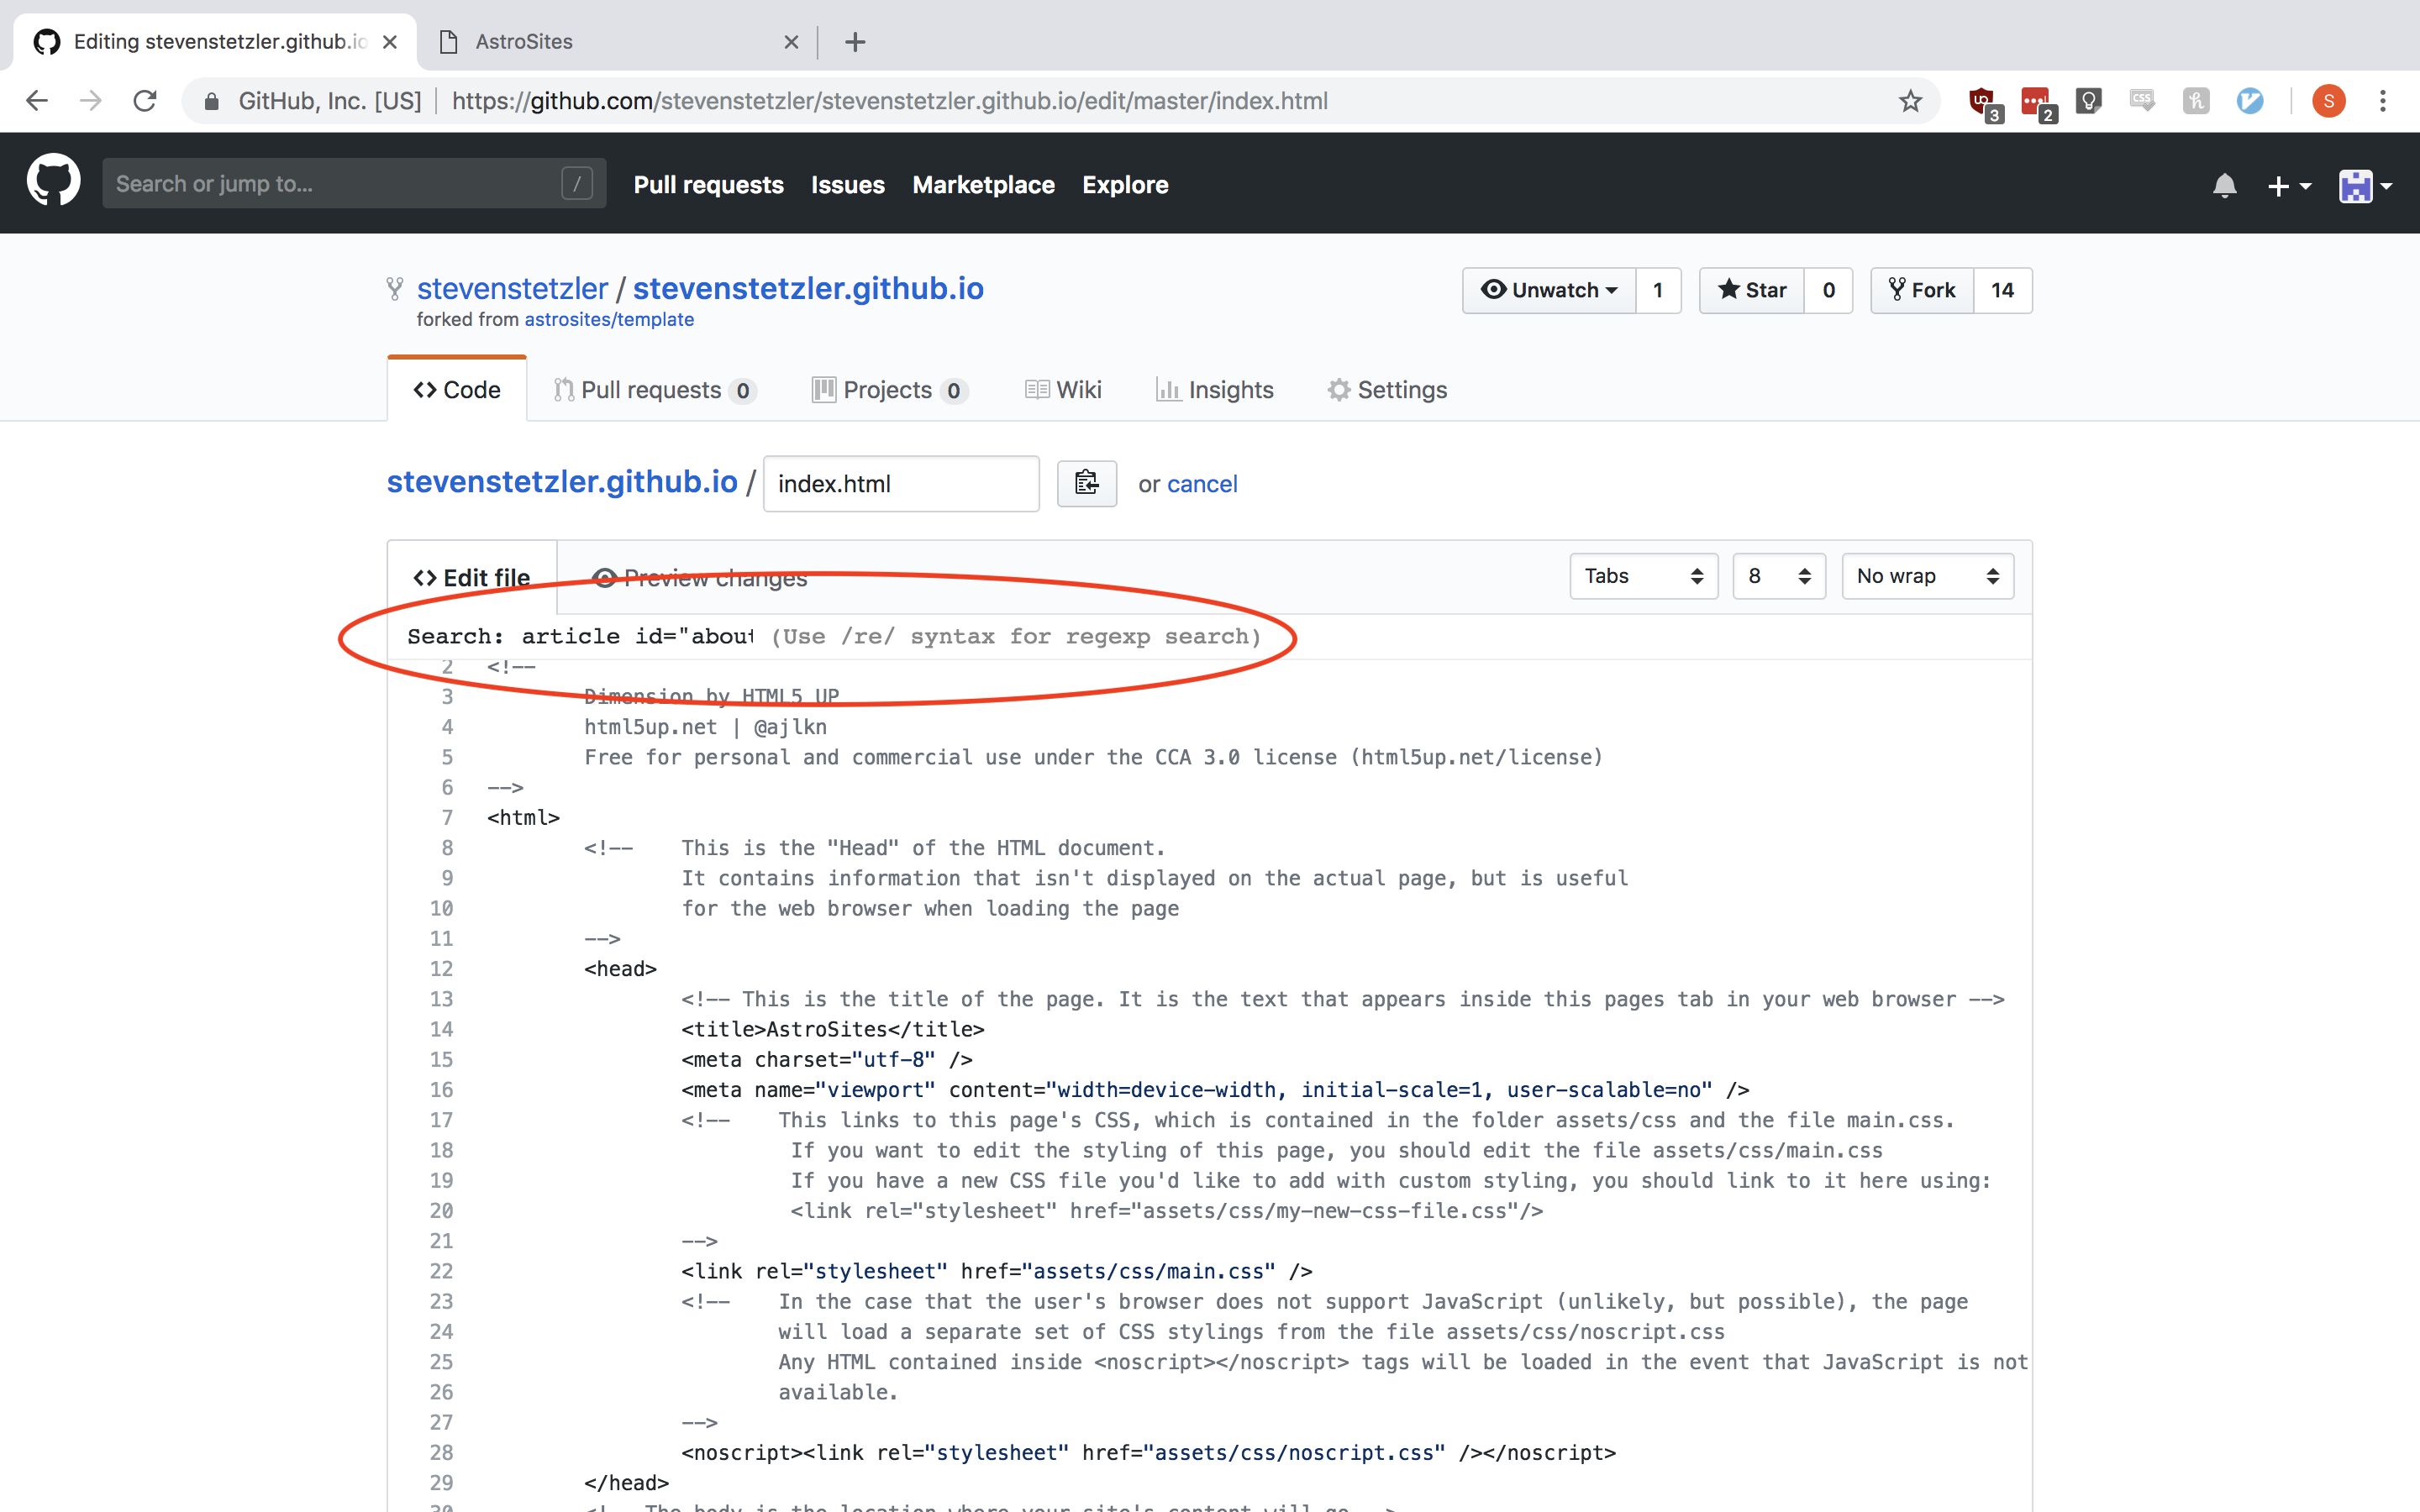 Editing stevenstetzler.github.io
AstroSites
GitHub, Inc. [US] https://github.com/stevenstetzler/stevenstetzler.github.io/edit/master/index.html
3 2 CSS S
Search or jump to... / Pull requests Issues Marketplace Explore
stevenstetzler / stevenstetzler.github.io Unwatch 1 Star 0 Fork 14
forked from astrosites/template
Code Pull requests 0 Projects 0 Wiki Insights Settings
stevenstetzler.github.io / index.html or cancel
Edit file Preview changes Tabs 8 No wrap
Search: article id="about (Use /re/ syntax for regexp search)
2 <!--
3 Dimension by HTML5 UP
4 html5up.net | @ajlkn
5 Free for personal and commercial use under the CCA 3.0 license (html5up.net/license)
6 -->
7 <html>
8 <!-- This is the "Head" of the HTML document.
9 It contains information that isn't displayed on the actual page, but is useful
10 for the web browser when loading the page
11 -->
12 <head>
13 <!-- This is the title of the page. It is the text that appears inside this pages tab in your web browser -->
14 <title>AstroSites</title>
15 <meta charset="utf-8" />
16 <meta name="viewport" content="width=device-width, initial-scale=1, user-scalable=no" />
17 <!-- This links to this page's CSS, which is contained in the folder assets/css and the file main.css.
18 If you want to edit the styling of this page, you should edit the file assets/css/main.css
19 If you have a new CSS file you'd like to add with custom styling, you should link to it here using:
20 <link rel="stylesheet" href="assets/css/my-new-css-file.css"/>
21 -->
22 <link rel="stylesheet" href="assets/css/main.css" />
23 <!-- In the case that the user's browser does not support JavaScript (unlikely, but possible), the page
24 will load a separate set of CSS stylings from the file assets/css/noscript.css
25 Any HTML contained inside <noscript></noscript> tags will be loaded in the event that JavaScript is not
26 available.
27 -->
28 <noscript><link rel="stylesheet" href="assets/css/noscript.css" /></noscript>
29 </head>
30 <!-- The body is the location where your site's content will go -->